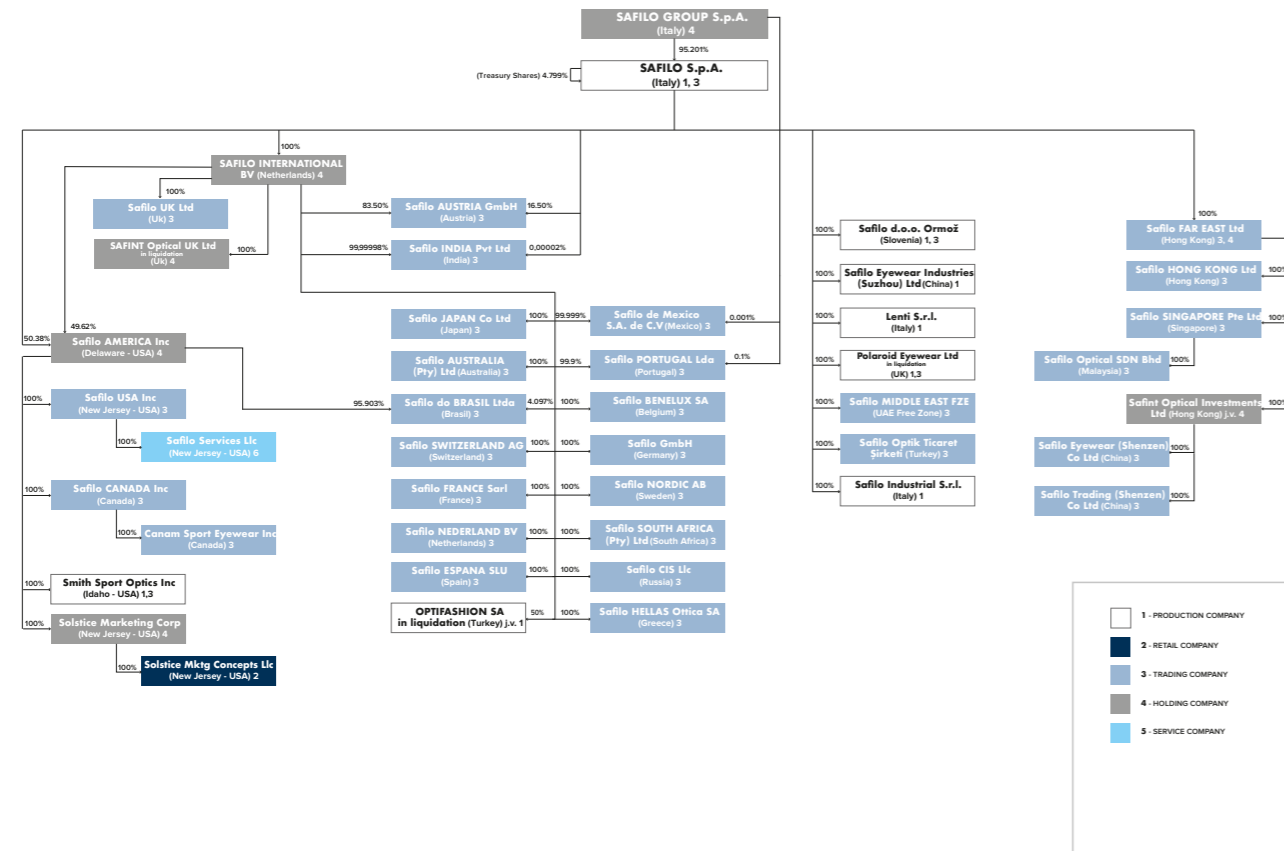 SAFILO GROUP S.p.A.
(Italy) 4
95.201%
SAFILO S.p.A.
(Italy) 1, 3
(Treasury Shares) 4.799%
100%
SAFILO INTERNATIONAL
BV (Netherlands) 4
100%
Safilo UK Ltd
(Uk) 3
SAFINT Optical UK Ltd
in liquidation
(Uk) 4
100%
49.62%
50.38%
Safilo AMERICA Inc
(Delaware - USA) 4
100%
Safilo USA Inc
(New Jersey - USA) 3
100%
Safilo Services Llc
(New Jersey - USA) 6
100%
Safilo CANADA Inc
(Canada) 3
100%
Canam Sport Eyewear Inc
(Canada) 3
100%
Smith Sport Optics Inc
(Idaho - USA) 1,3
100%
Solstice Marketing Corp
(New Jersey - USA) 4
100%
Solstice Mktg Concepts Llc
(New Jersey - USA) 2
83.50%
Safilo AUSTRIA GmbH
(Austria) 3
16.50%
99,99998%
Safilo INDIA Pvt Ltd
(India) 3
0,00002%
Safilo JAPAN Co Ltd
(Japan) 3
100%
99.999%
Safilo de Mexico
S.A. de C.V (Mexico) 3
0.001%
Safilo AUSTRALIA
(Pty) Ltd (Australia) 3
100%
99.9%
Safilo PORTUGAL Lda
(Portugal) 3
0.1%
95.903%
Safilo do BRASIL Ltda
(Brasil) 3
4.097%
100%
Safilo BENELUX SA
(Belgium) 3
Safilo SWITZERLAND AG
(Switzerland) 3
100%
100%
Safilo GmbH
(Germany) 3
Safilo FRANCE Sarl
(France) 3
100%
100%
Safilo NORDIC AB
(Sweden) 3
Safilo NEDERLAND BV
(Netherlands) 3
100%
100%
Safilo SOUTH AFRICA
(Pty) Ltd (South Africa) 3
Safilo ESPANA SLU
(Spain) 3
100%
100%
Safilo CIS Llc
(Russia) 3
OPTIFASHION SA
in liquidation (Turkey) j.v. 1
50%
100%
Safilo HELLAS Ottica SA
(Greece) 3
100%
Safilo d.o.o. Ormož
(Slovenia) 1, 3
100%
Safilo Eyewear Industries
(Suzhou) Ltd (China) 1
100%
Lenti S.r.l.
(Italy) 1
100%
Polaroid Eyewear Ltd
in liquidation
(UK) 1,3
100%
Safilo MIDDLE EAST FZE
(UAE Free Zone) 3
100%
Safilo Optik Ticaret
Şirketi (Turkey) 3
100%
Safilo Industrial S.r.l.
(Italy) 1
100%
Safilo FAR EAST Ltd
(Hong Kong) 3, 4
Safilo HONG KONG Ltd
(Hong Kong) 3
100%
Safilo SINGAPORE Pte Ltd
(Singapore) 3
100%
Safilo Optical SDN Bhd
(Malaysia) 3
100%
Safint Optical Investments
Ltd (Hong Kong) j.v. 4
100%
Safilo Eyewear (Shenzen)
Co Ltd (China) 3
100%
Safilo Trading (Shenzen)
Co Ltd (China) 3
100%
1 - PRODUCTION COMPANY
2 - RETAIL COMPANY
3 - TRADING COMPANY
4 - HOLDING COMPANY
5 - SERVICE COMPANY